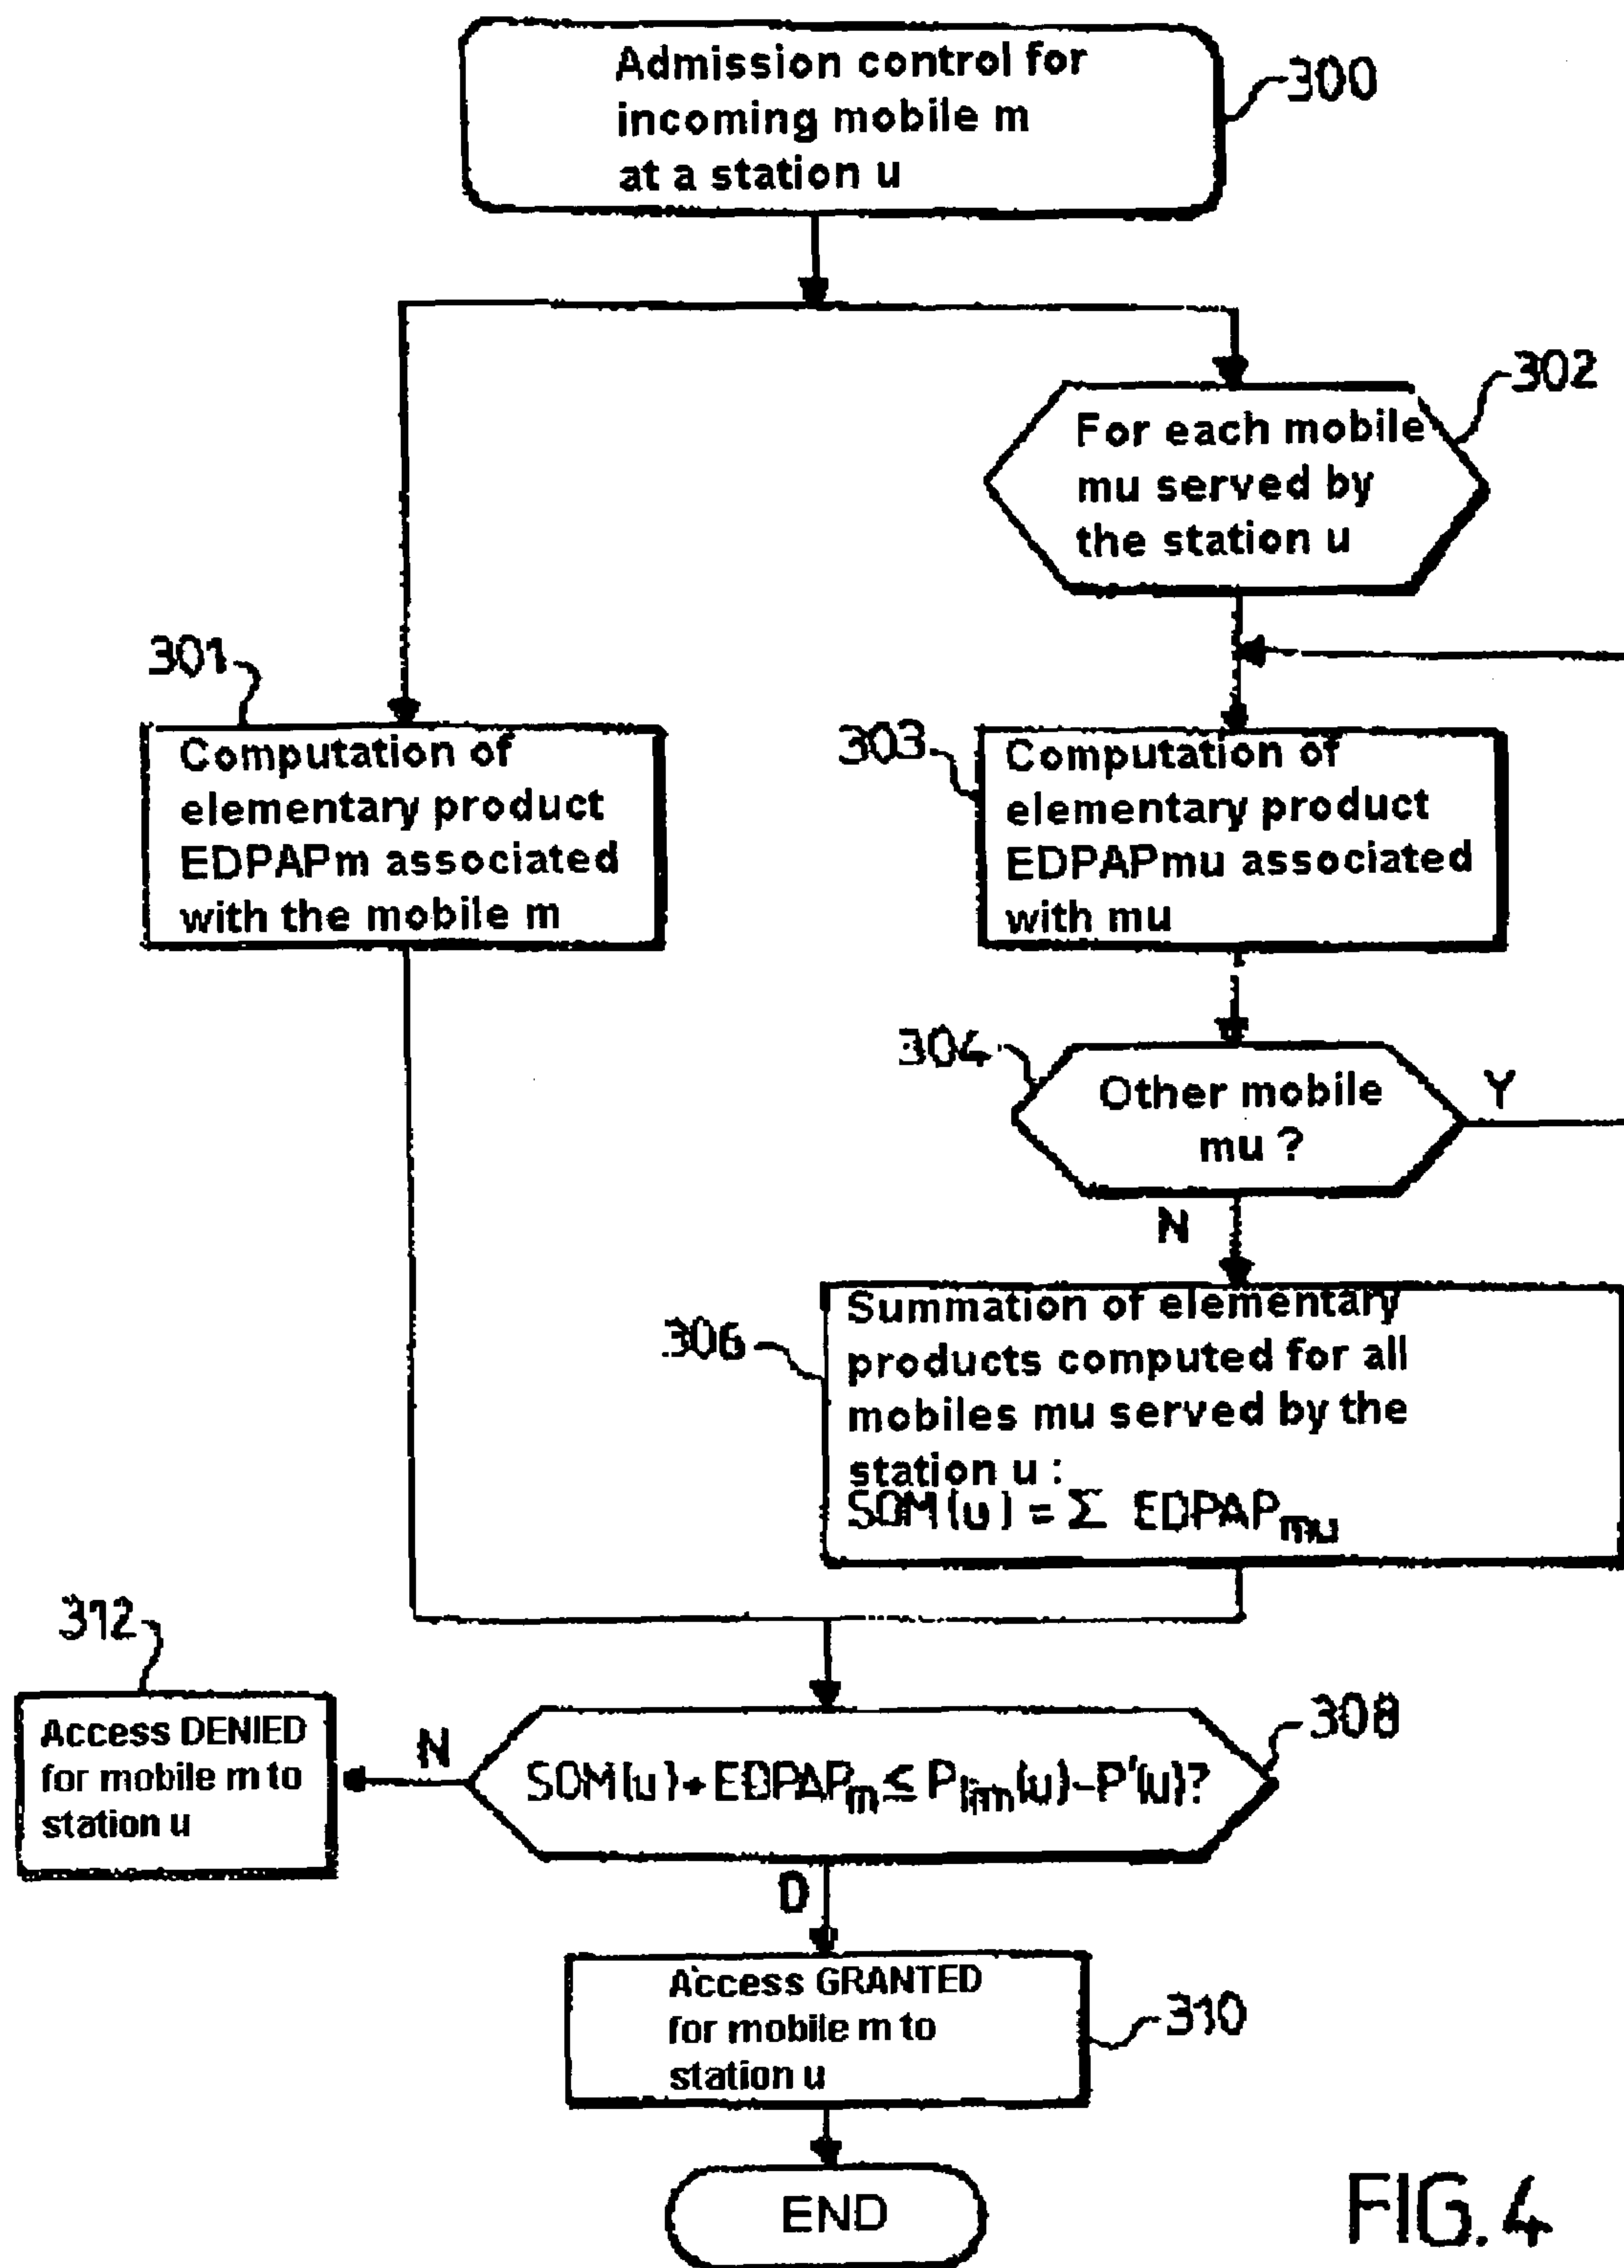 Admission control for
incoming mobile m
at a station u
300
302
For each mobile
mu served by
the station u
301
Computation of
elementary product
EDPAPm associated
with the mobile m
303
Computation of
elementary product
EDPAPmu associated
with mu
304
Other mobile
mu ?
Y
N
306
Summation of elementary
products computed for all
mobiles mu served by the
station u :
SOM(u) = Σ EDPAPmu
312
Access DENIED
for mobile m to
station u
N
308
SOM(u)+EDPAPm≤Plim(u)-P'(u)?
O
Access GRANTED
for mobile m to
station u
310
END
FIG.4